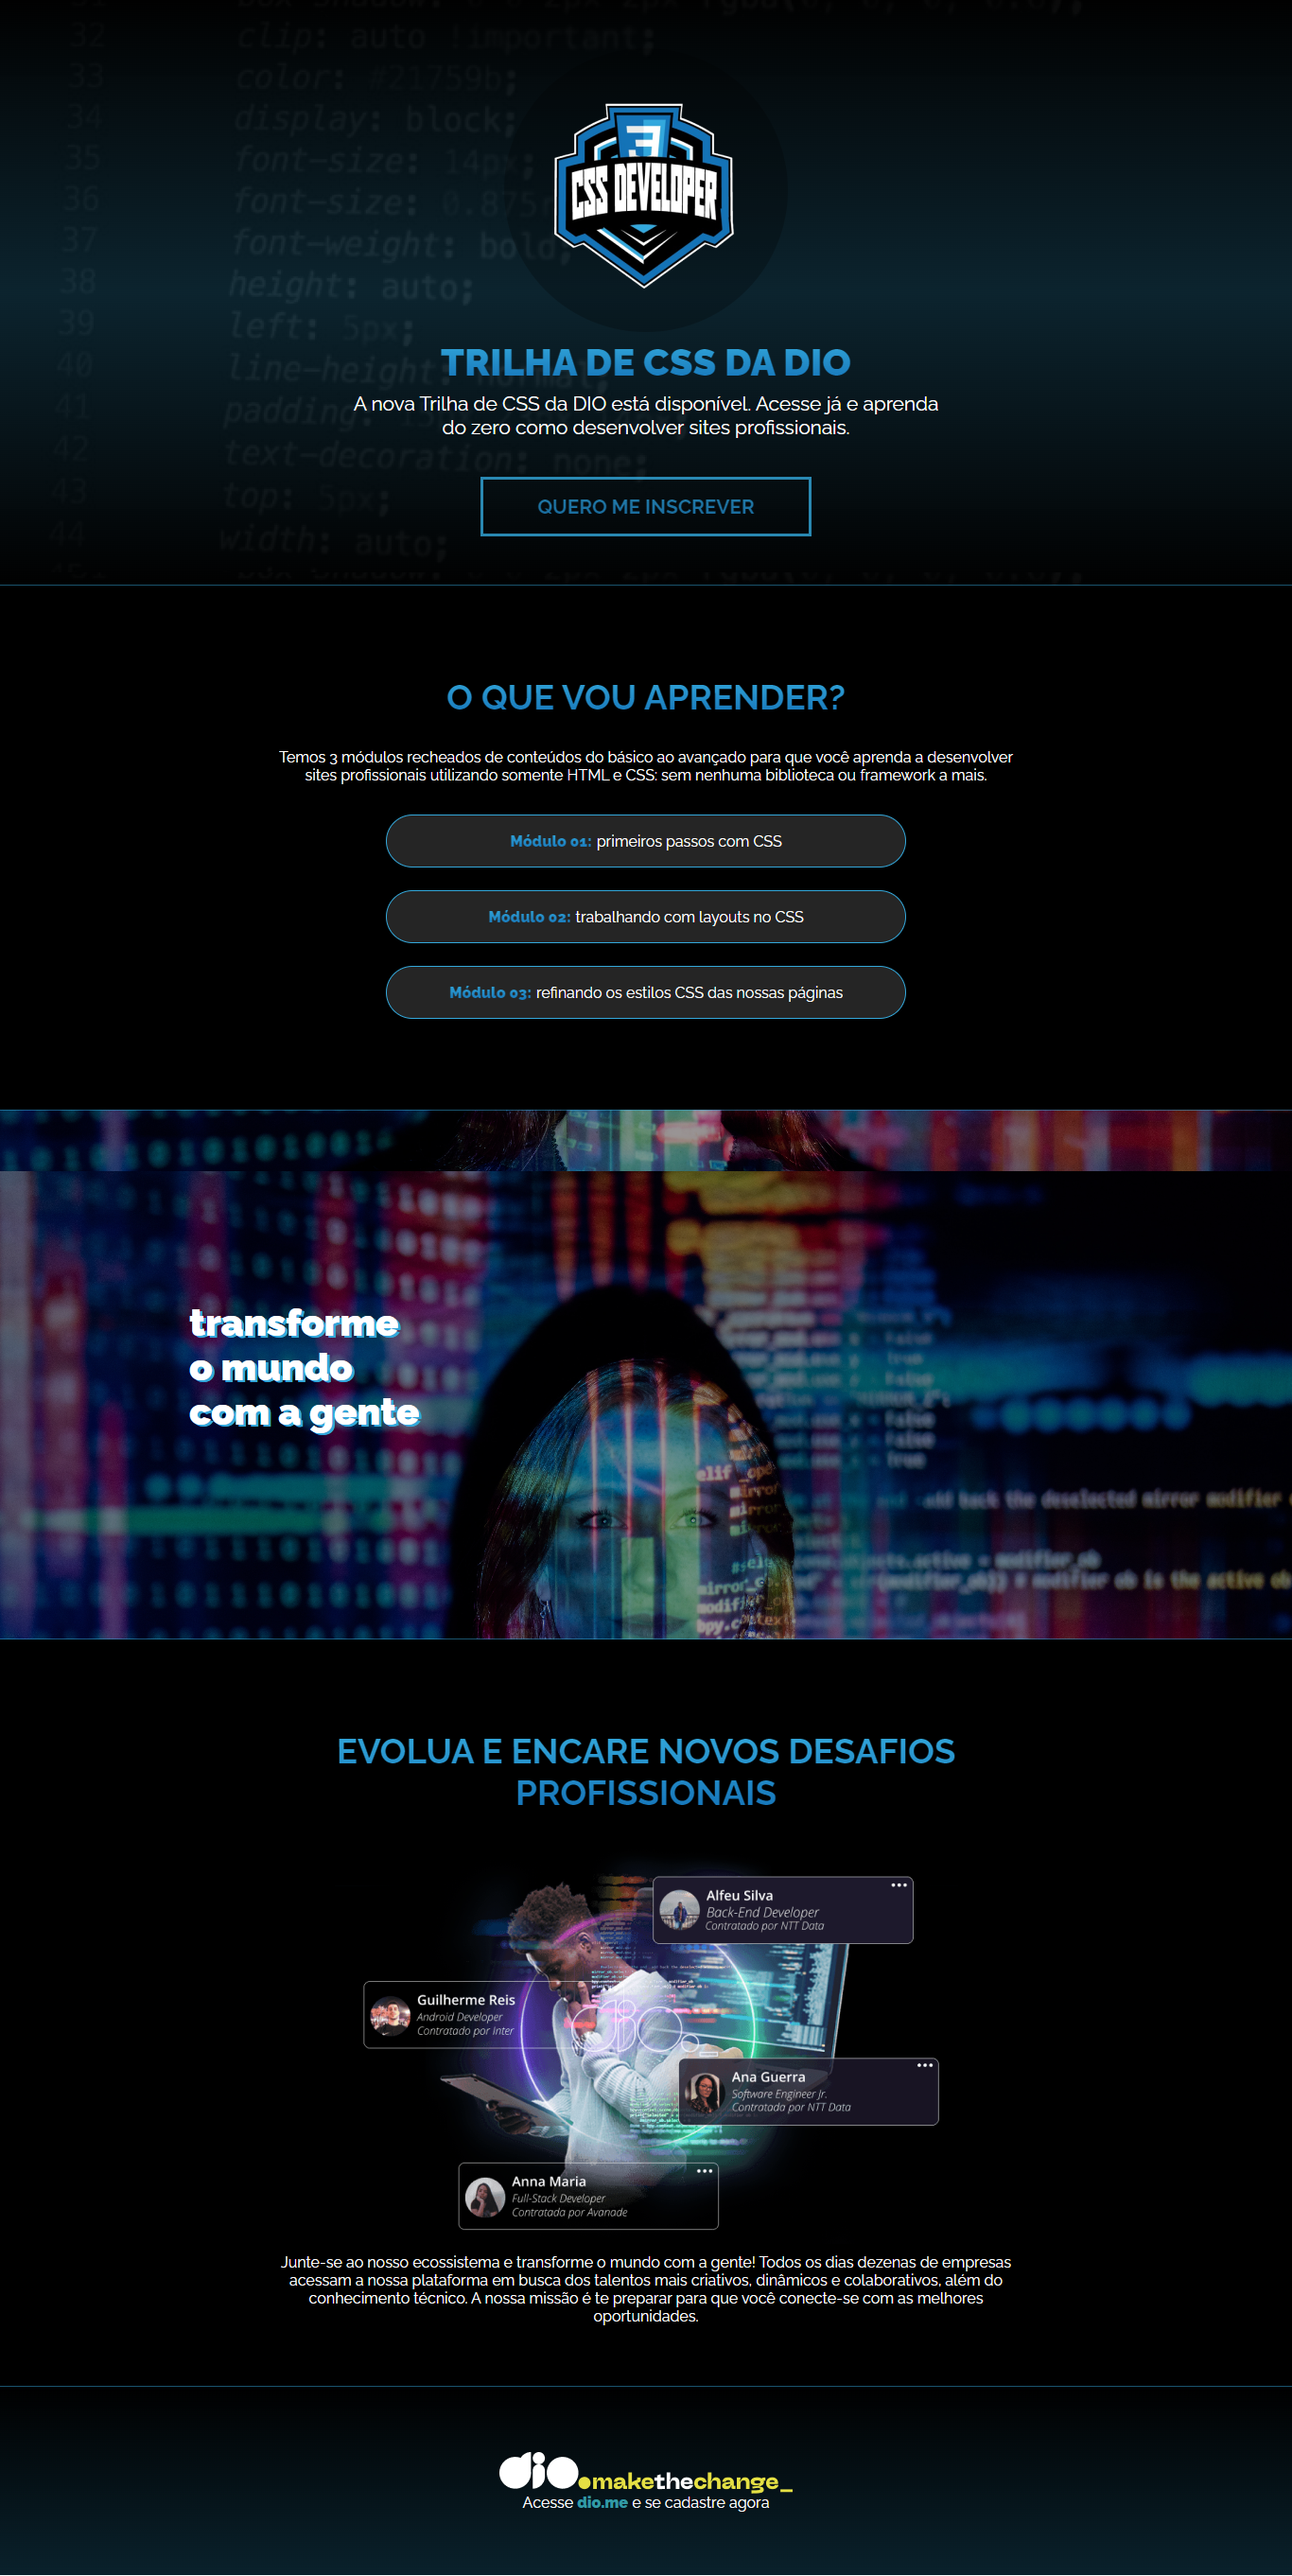 32 clip: auto !important;
33 color: #21759b;
34 display: block;
35 font-size: 14px;
36 font-size: 0.875
37 font-weight: bold;
38 height: auto;
39 left: 5px;
40 line-height: normal;
41 padding:
42 text-decoration: none;
43 top: 5px;
44 width: auto;
3
CSS DEVELOPER
TRILHA DE CSS DA DIO
A nova Trilha de CSS da DIO está disponível. Acesse já e aprenda
do zero como desenvolver sites profissionais.
QUERO ME INSCREVER
O QUE VOU APRENDER?
Temos 3 módulos recheados de conteúdos do básico ao avançado para que você aprenda a desenvolver
sites profissionais utilizando somente HTML e CSS: sem nenhuma biblioteca ou framework a mais.
Módulo 01: primeiros passos com CSS
Módulo 02: trabalhando com layouts no CSS
Módulo 03: refinando os estilos CSS das nossas páginas
transforme
o mundo
com a gente
EVOLUA E ENCARE NOVOS DESAFIOS
PROFISSIONAIS
Alfeu Silva
Back-End Developer
Contratado por NTT Data
Guilherme Reis
Android Developer
Contratado por Inter
dio._
Ana Guerra
Software Engineer Jr.
Contratada por NTT Data
Anna Maria
Full-Stack Developer
Contratada por Avanade
Junte-se ao nosso ecossistema e transforme o mundo com a gente! Todos os dias dezenas de empresas
acessam a nossa plataforma em busca dos talentos mais criativos, dinâmicos e colaborativos, além do
conhecimento técnico. A nossa missão é te preparar para que você conecte-se com as melhores
oportunidades.
dio.makethechange_
Acesse dio.me e se cadastre agora